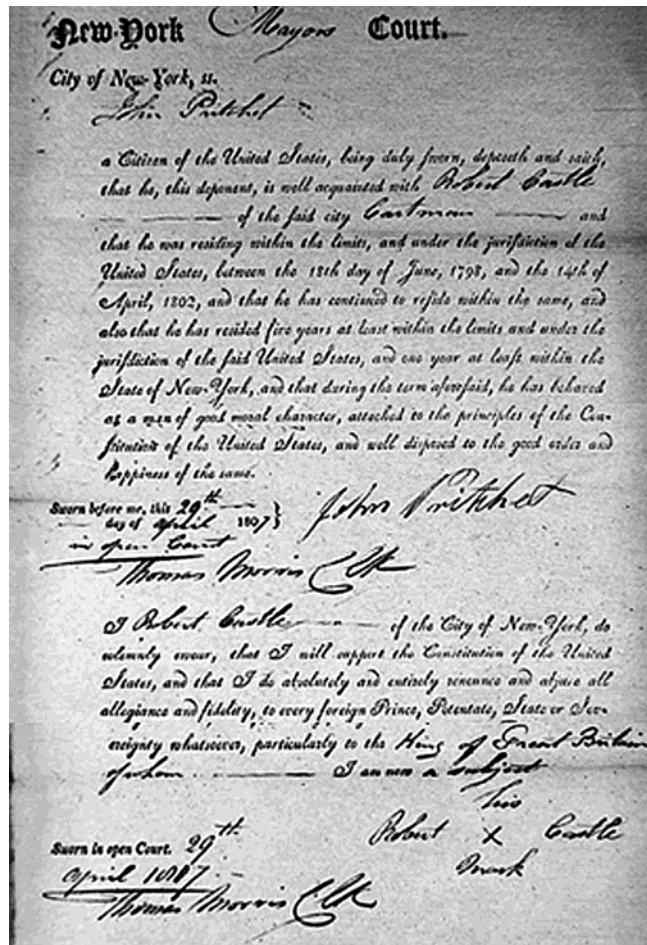 New-York Mayors Court.
City of New-York, ss.
John Pritchet
a Citizen of the United States, being duly sworn, deposeth and saith,
that he, this deponent, is well acquainted with Robert Castle
of the said city Cartman and
that he was residing within the limits, and under the jurisdiction of the
United States, between the 18th day of June, 1798, and the 14th of
April, 1802, and that he has continued to reside within the same, and
also that he has resided five years at least within the limits and under the
jurisdiction of the said United States, and one year at least within the
State of New-York, and that during the term aforesaid, he has behaved
as a man of good moral character, attached to the principles of the Con-
stitution of the United States, and well disposed to the good order and
happiness of the same.
Sworn before me, this 29th
day of april 1807
in open Court
John Pritchet
Thomas Morris Clk
I Robert Castle of the City of New-York, do
solemnly swear, that I will support the Constitution of the United
States, and that I do absolutely and entirely renounce and abjure all
allegiance and fidelity, to every foreign Prince, Potentate, State or Sov-
ereignty whatsoever, particularly to the King of Great Britain
of whom I am now a subject
his
Robert X Castle
mark
Sworn in open Court. 29th
april 1807
Thomas Morris Clk